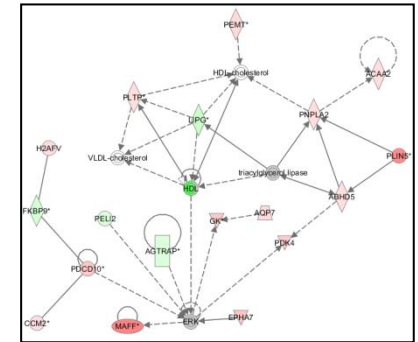 PEMT*
HDL-cholesterol
ACAA2
PLTP*
LIPG*
PNPLA2
H2AFV
VLDL-cholesterol
PLIN5*
triacylglycerol lipase
HDL
ABHD5
FKBP9*
PELI2
GK*
AQP7
AGTRAP*
PDK4
PDCD10*
CCM2*
MAFF*
ERK
EPHA7